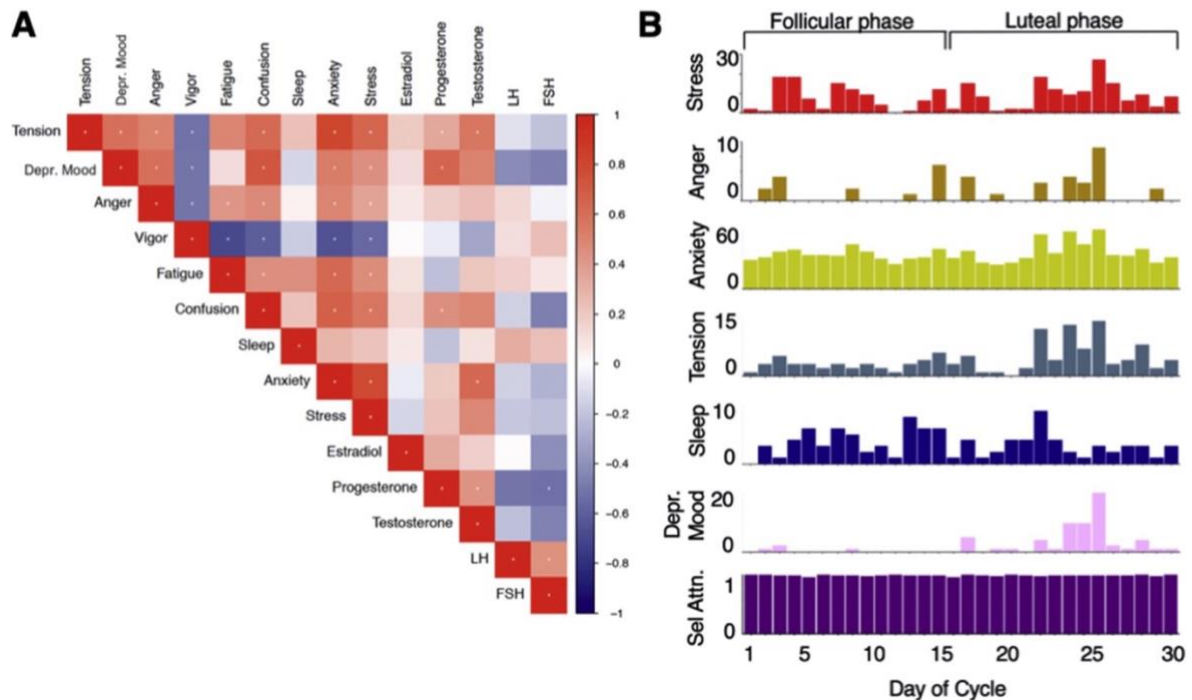 A
Tension
Depr. Mood
Anger
Vigor
Fatigue
Confusion
Sleep
Anxiety
Stress
Estradiol
Progesterone
Testosterone
LH
FSH
Tension
Depr. Mood
Anger
Vigor
Fatigue
Confusion
Sleep
Anxiety
Stress
Estradiol
Progesterone
Testosterone
LH
FSH
1
0.8
0.6
0.4
0.2
0
−0.2
−0.4
−0.6
−0.8
−1
B
Follicular phase
Luteal phase
Stress
30
0
Anger
10
0
Anxiety
60
0
Tension
15
0
Sleep
10
0
Depr.
Mood
20
0
Sel Attn.
1
0
1 5 10 15 20 25 30
Day of Cycle